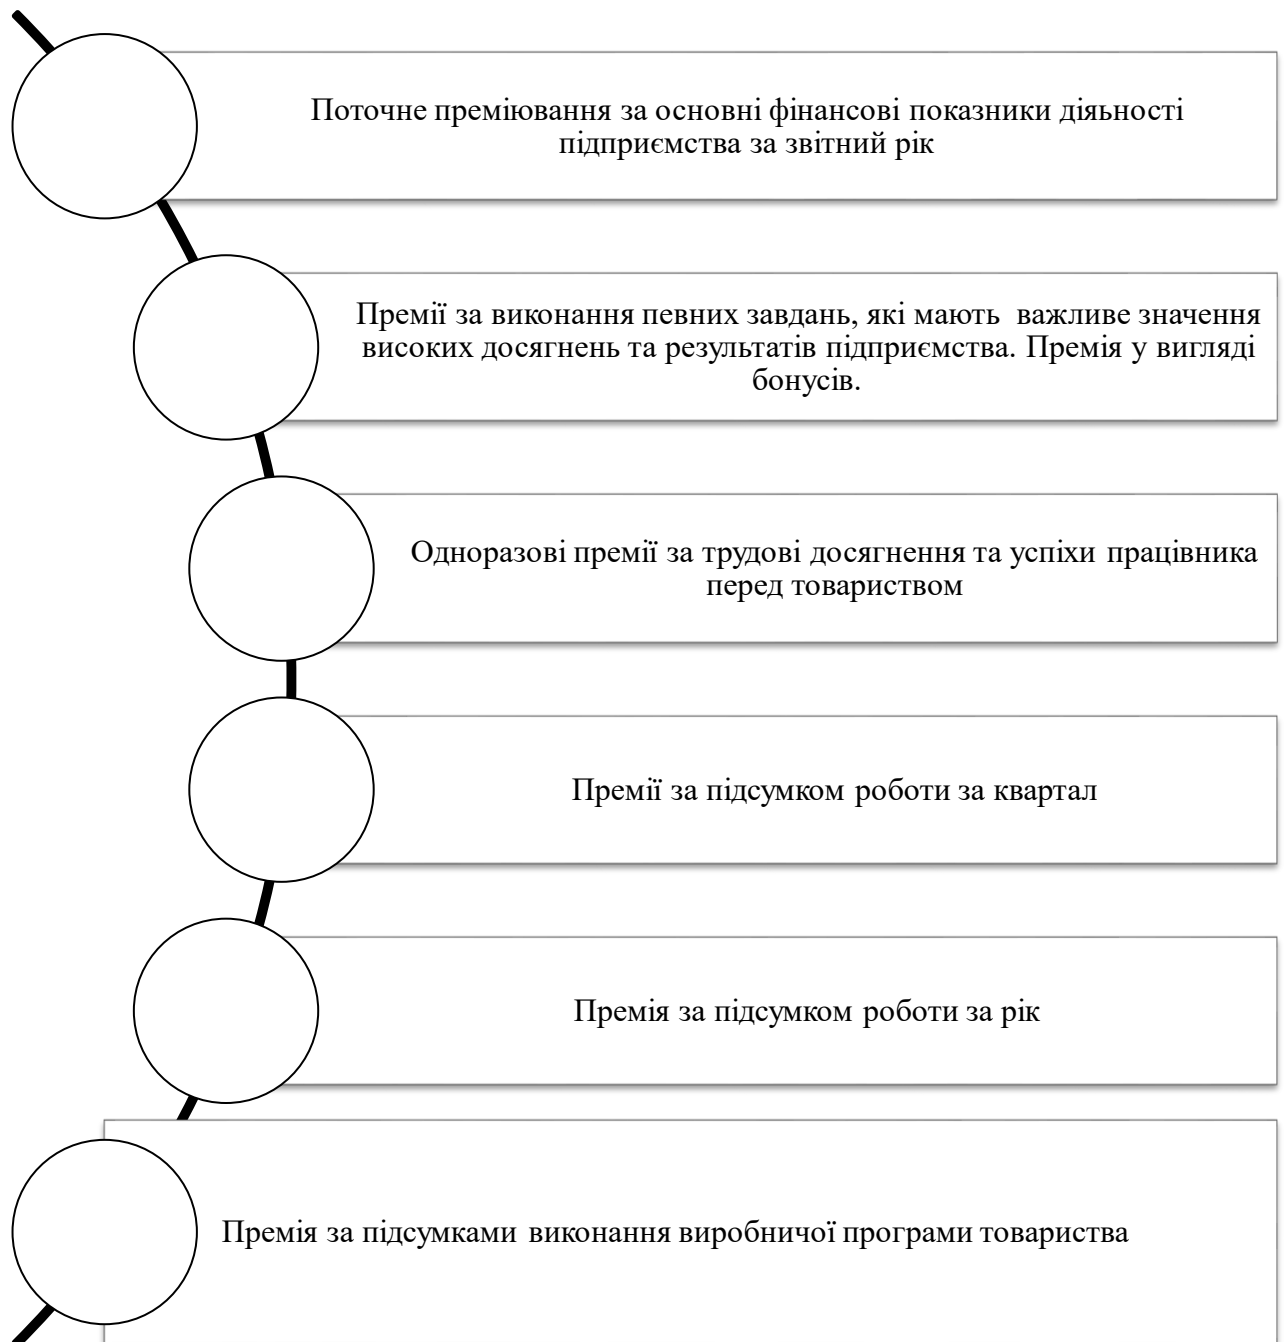 Поточне преміювання за основні фінансові показники діяьності
підприємства за звітний рік
Премії за виконання певних завдань, які мають  важливе значення
високих досягнень та результатів підприємства. Премія у вигляді
бонусів.
Одноразові премії за трудові досягнення та успіхи працівника
перед товариством
Премії за підсумком роботи за квартал
Премія за підсумком роботи за рік
Премія за підсумками виконання виробничої програми товариства